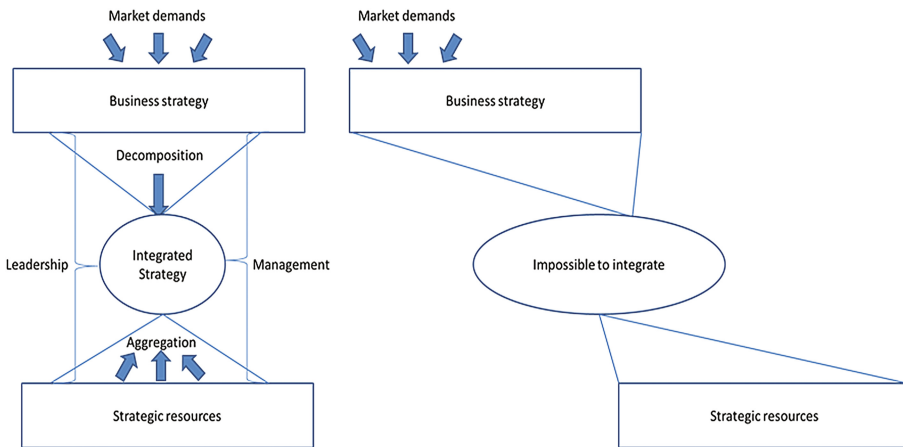 Market demands
Business strategy
Decomposition
Leadership
Integrated
Strategy
Management
Aggregation
Strategic resources
Market demands
Business strategy
Impossible to integrate
Strategic resources